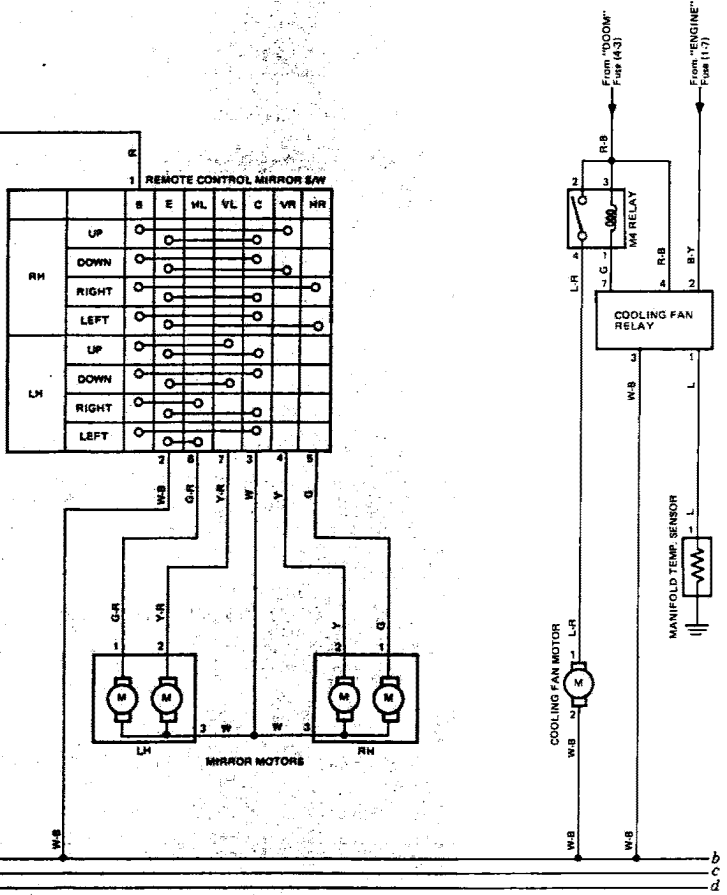 From "DOOM"
Fuse (4-3)
From "ENGINE"
Fuse (1-7)
R
R-B
1 REMOTE CONTROL MIRROR S/W
B E HL VL C VR HR
RH
UP
DOWN
RIGHT
LEFT
LH
UP
DOWN
RIGHT
LEFT
2 3
M4 RELAY
4 1
L-R
G
R-B
B-Y
7 4 2
COOLING FAN
RELAY
3 1
W-B
L
2 6 7 3 4 5
W-B
G-R
Y-R
W
Y
G
L
1
MANIFOLD TEMP. SENSOR
G-R
Y-R
Y
G
1 2 2 1
M M M M
3 W W 3
LH
RH
MIRROR MOTORS
L-R
1
COOLING FAN MOTOR
M
2
W-B
W-B
W-B
W-B
b
c
d